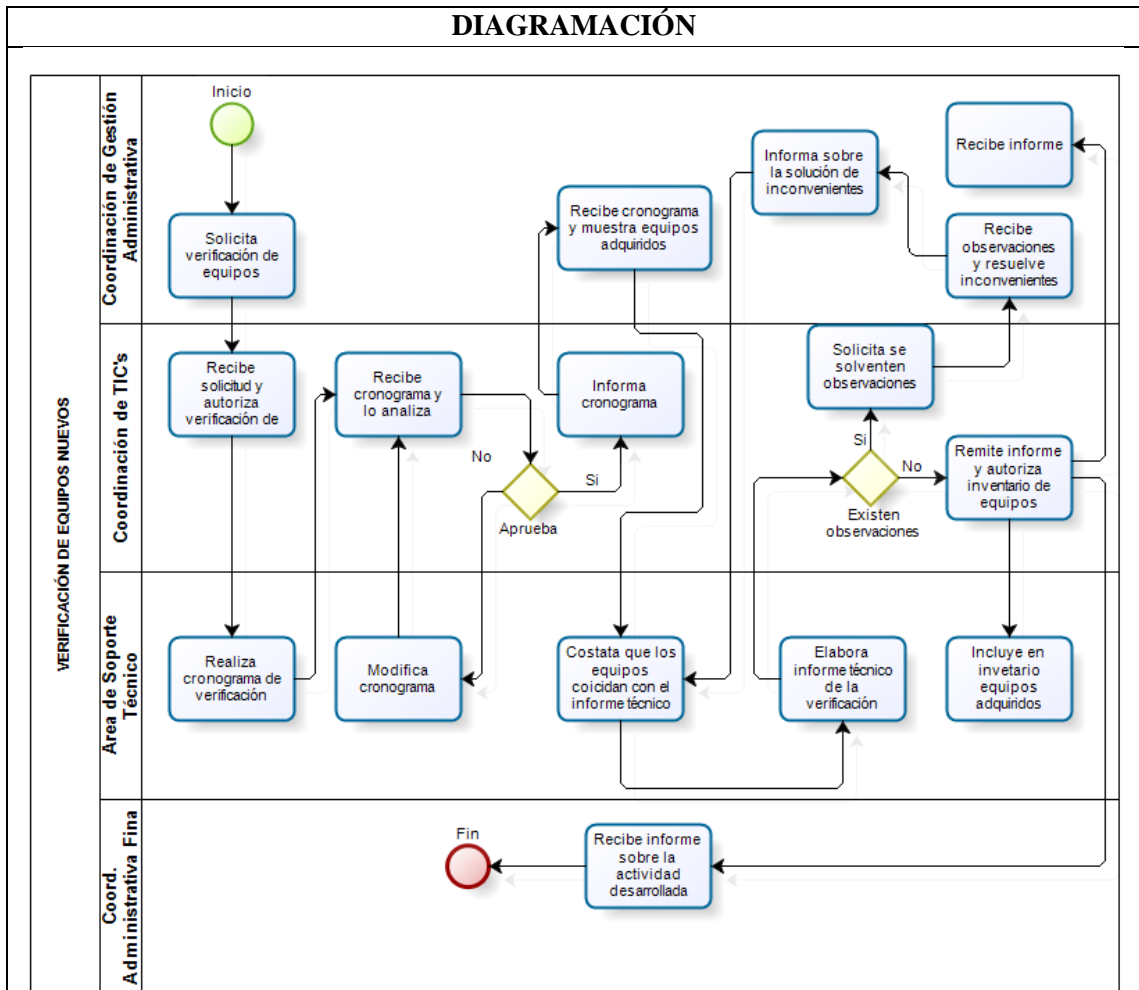 DIAGRAMACIÓN
VERIFICACIÓN DE EQUIPOS NUEVOS
Coordinación de Gestión
Administrativa
Inicio
Solicita
verificación de
equipos
Recibe cronograma
y muestra equipos
adquiridos
Informa sobre
la solución de
inconvenientes
Recibe informe
Recibe
observaciones
y resuelve
inconvenientes
Coordinación de TIC's
Recibe
solicitud y
autoriza
verificación de
Recibe
cronograma y
lo analiza
No
Si
Aprueba
Informa
cronograma
Solicita se
solventen
observaciones
Si
No
Existen
observaciones
Remite informe
y autoriza
inventario de
equipos
Area de Soporte
Técnico
Realiza
cronograma de
verificación
Modifica
cronograma
Costata que los
equipos
coicidan con el
informe técnico
Elabora
informe técnico
de la
verificación
Incluye en
invetario
equipos
adquiridos
Coord.
Administrativa Fina
Fin
Recibe informe
sobre la
actividad
desarrollada